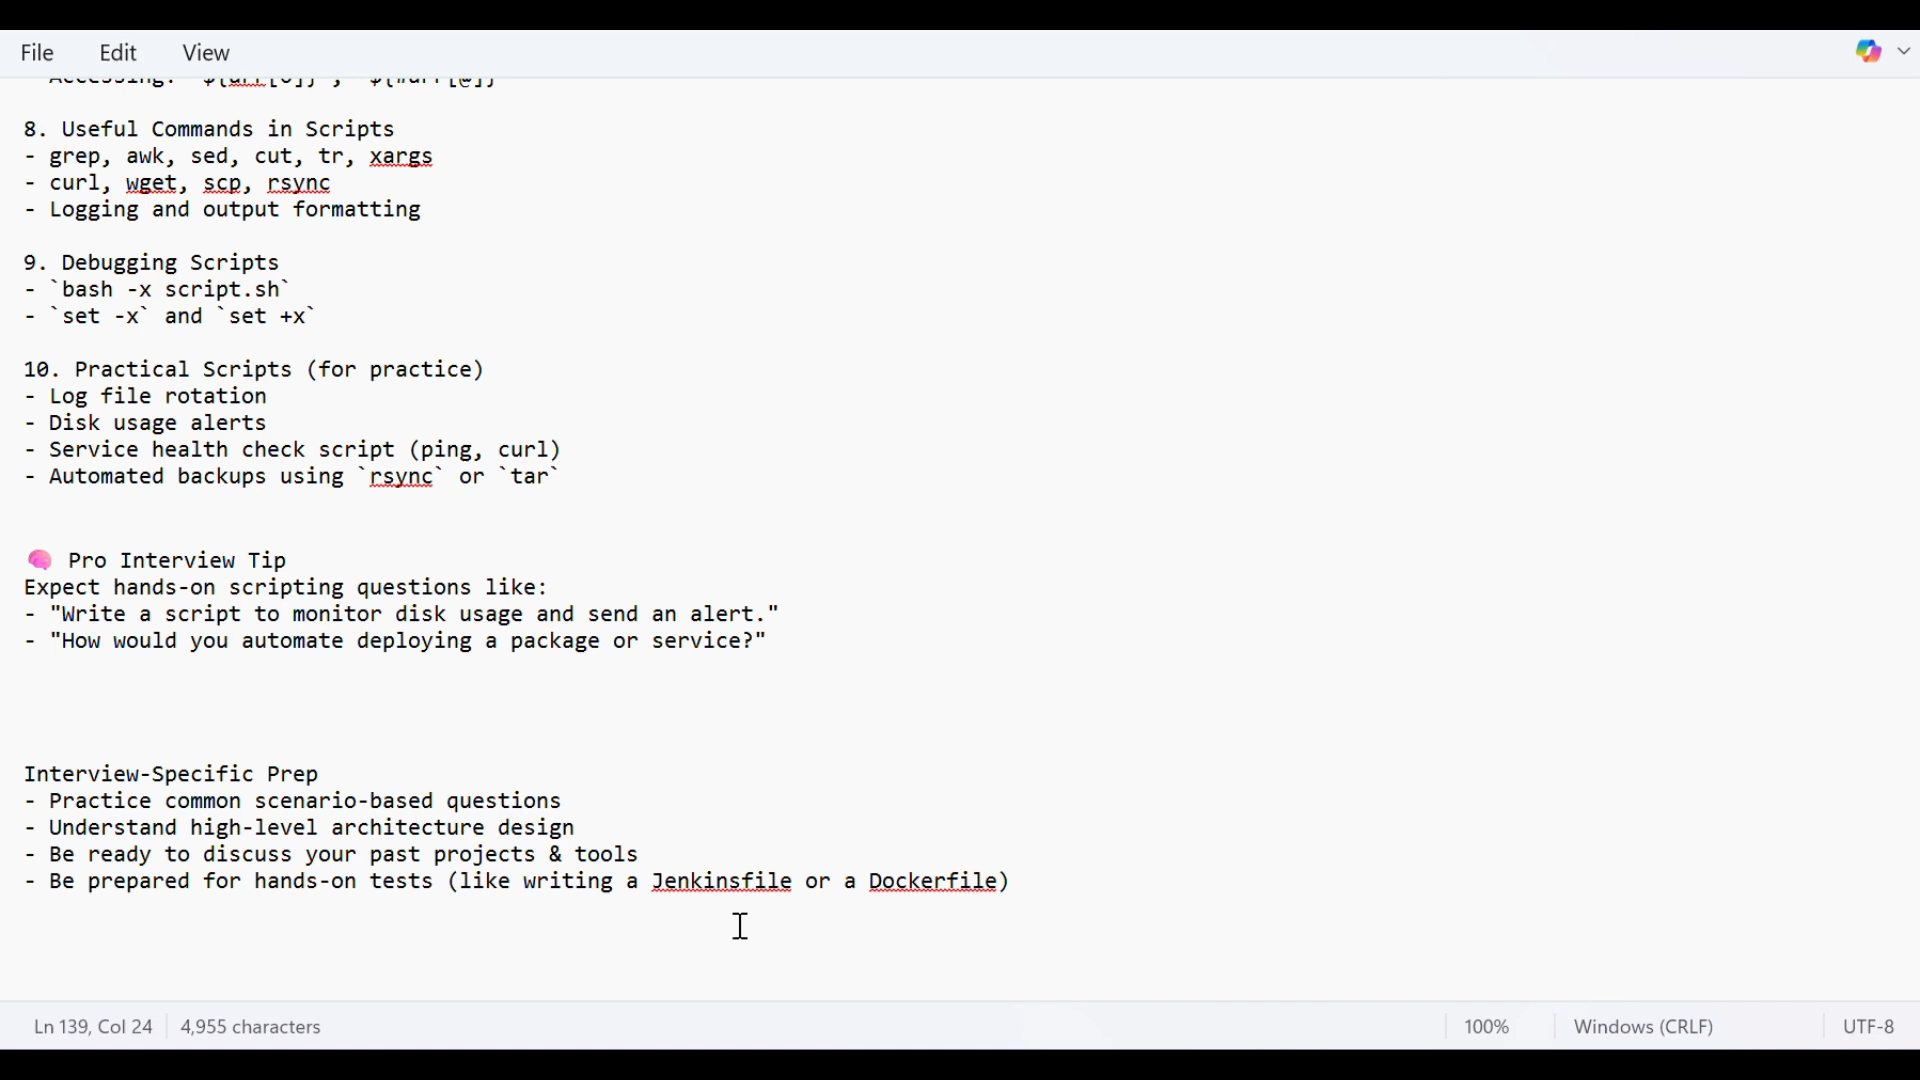 File Edit View
8. Useful Commands in Scripts
- grep, awk, sed, cut, tr, xargs
- curl, wget, scp, rsync
- Logging and output formatting
9. Debugging Scripts
- `bash -x script.sh`
- `set -x` and `set +x`
10. Practical Scripts (for practice)
- Log file rotation
- Disk usage alerts
- Service health check script (ping, curl)
- Automated backups using `rsync` or `tar`
🧠 Pro Interview Tip
Expect hands-on scripting questions like:
- "Write a script to monitor disk usage and send an alert."
- "How would you automate deploying a package or service?"
Interview-Specific Prep
- Practice common scenario-based questions
- Understand high-level architecture design
- Be ready to discuss your past projects & tools
- Be prepared for hands-on tests (like writing a Jenkinsfile or a Dockerfile)
Ln 139, Col 24 4,955 characters 100% Windows (CRLF) UTF-8